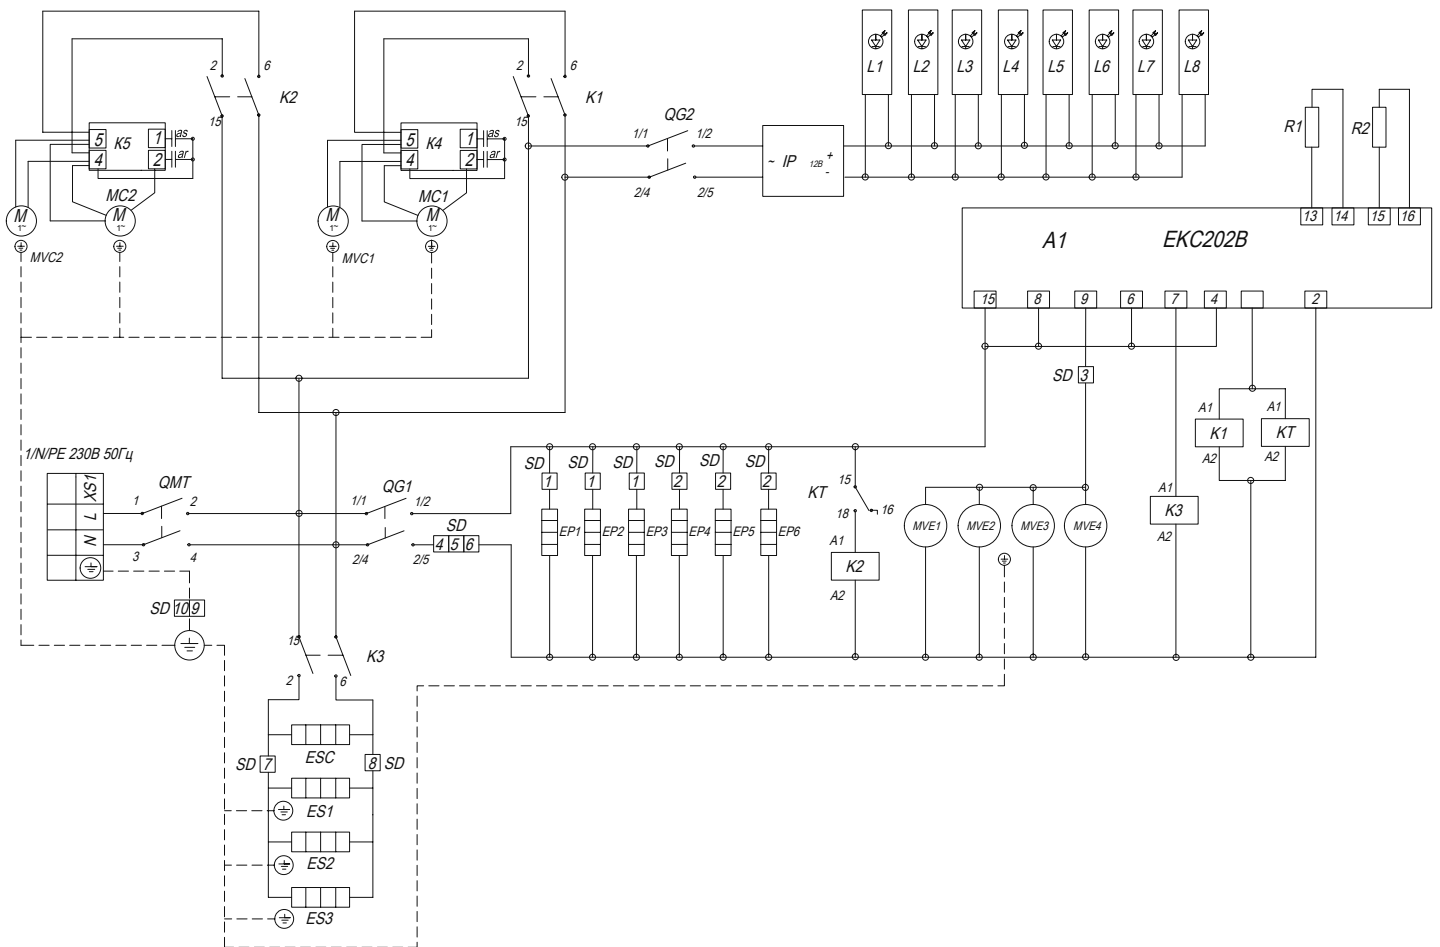 L1 L2 L3 L4 L5 L6 L7 L8
2 6 K2 15
2 6 K1 15
5 K5 1 as
4 2 ar
5 K4 1 as
4 2 ar
MC2
M 1~
M 1~
MVC2
MC1
M 1~
M 1~
MVC1
QG2
1/1 1/2
2/4 2/5
~ IP 12В + -
R1 R2
13 14 15 16
A1 EKC202B
15 8 9 6 7 4 2
SD 3
A1 A1
K1 KT
A2 A2
1/N/PE 230В 50Гц
XS1
L
N
QMT
1 2
3 4
QG1
1/1 1/2
2/4 2/5
SD
4 5 6
SD SD SD SD SD SD
1 1 1 2 2 2
EP1 EP2 EP3 EP4 EP5 EP6
KT
15
18 16
A1
K2
A2
MVE1 MVE2 MVE3 MVE4
A1
K3
A2
SD 10 9
15 K3
2 6
ESC
SD 7 8 SD
ES1
ES2
ES3